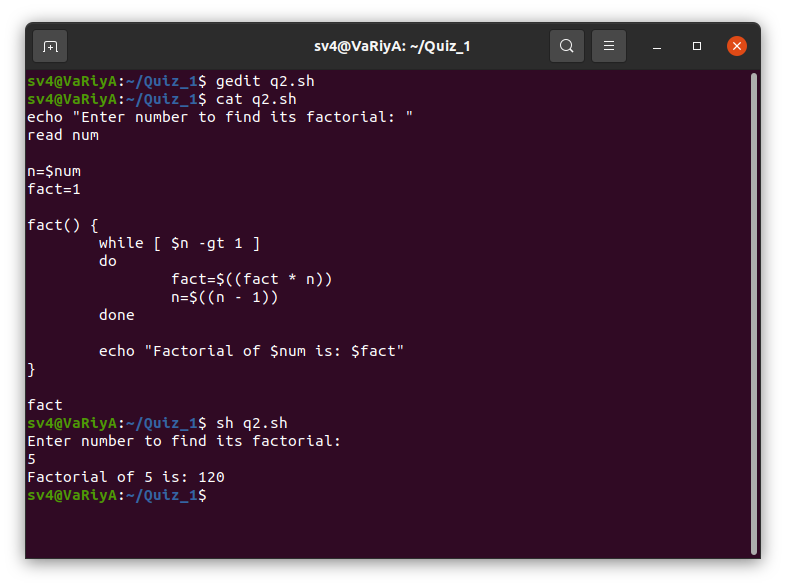 sv4@VaRiyA: ~/Quiz_1
sv4@VaRiyA:~/Quiz_1$ gedit q2.sh
sv4@VaRiyA:~/Quiz_1$ cat q2.sh
echo "Enter number to find its factorial: "
read num

n=$num
fact=1

fact() {
        while [ $n -gt 1 ]
        do
                fact=$((fact * n))
                n=$((n - 1))
        done

        echo "Factorial of $num is: $fact"
}

fact
sv4@VaRiyA:~/Quiz_1$ sh q2.sh
Enter number to find its factorial:
5
Factorial of 5 is: 120
sv4@VaRiyA:~/Quiz_1$